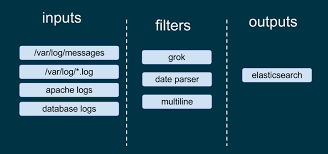 inputs
/var/log/messages
/var/log/*.log
apache logs
database logs
filters
grok
date parser
multiline
outputs
elasticsearch